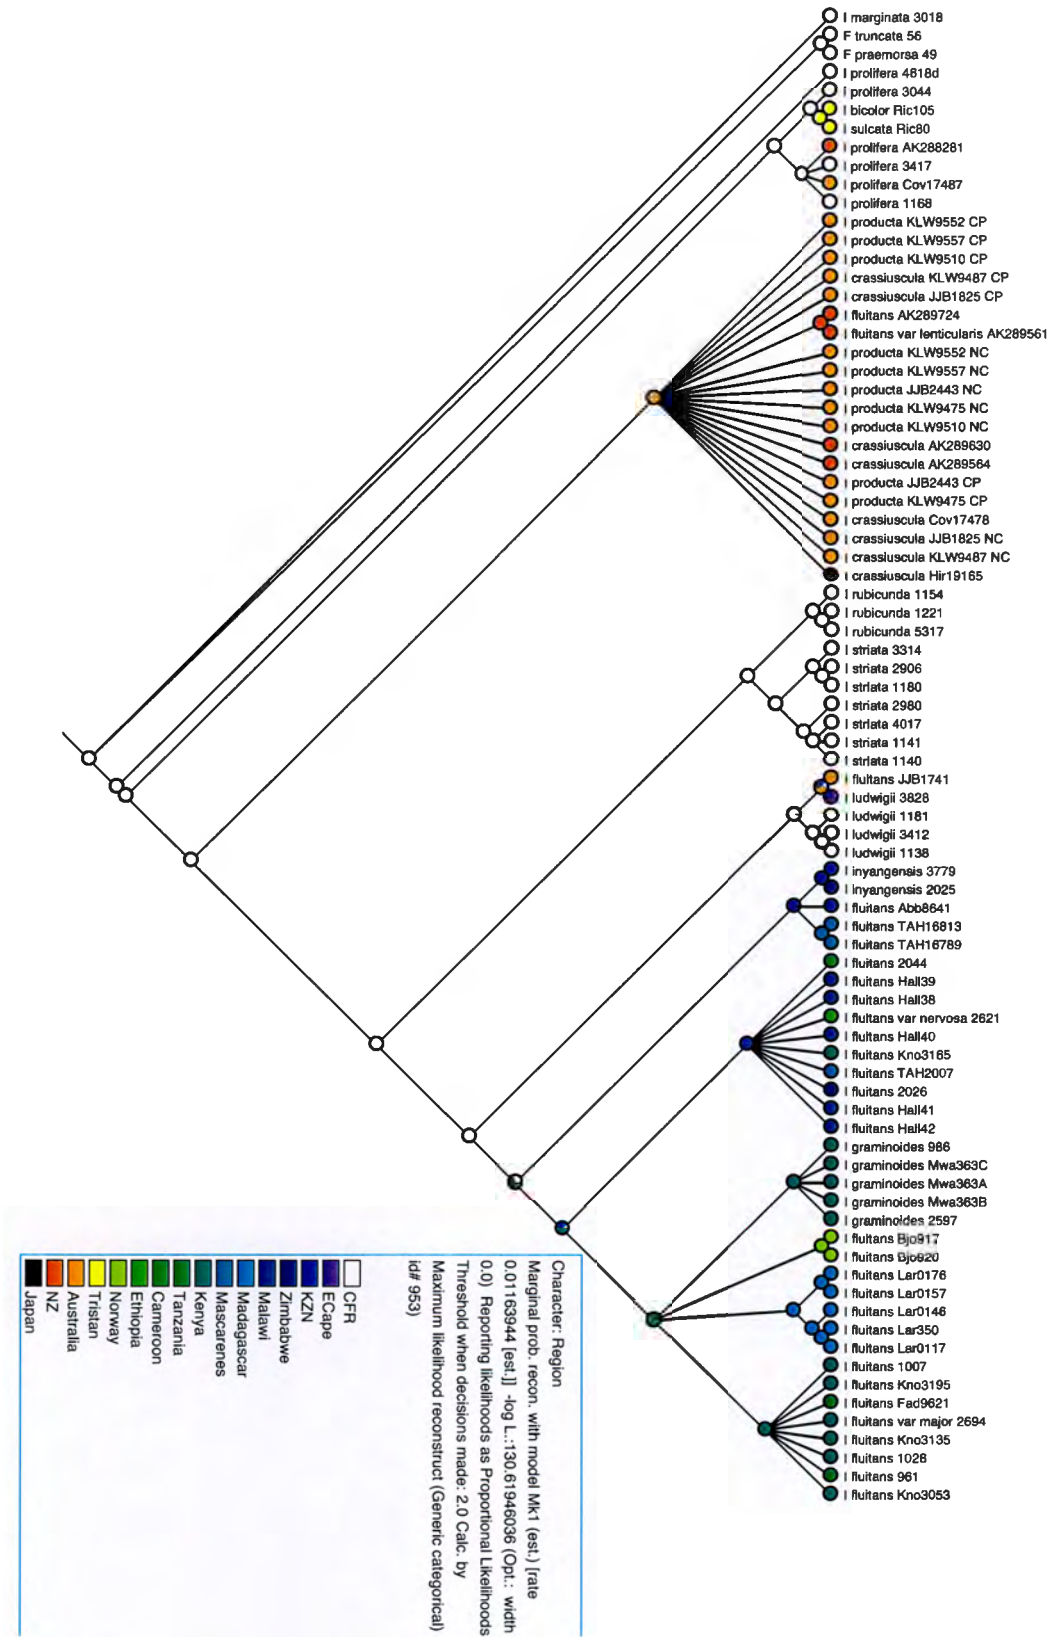 I marginata 3018
F truncata 56
F praemorsa 49
I prolifera 4818d
I prolifera 3044
I bicolor Ric105
I sulcata Ric80
I prolifera AK288281
I prolifera 3417
I prolifera Cov17487
I prolifera 1168
I producta KLW9552 CP
I producta KLW9557 CP
I producta KLW9510 CP
I crassiuscula KLW9487 CP
I crassiuscula JJB1825 CP
I fluitans AK289724
I fluitans var lenticularis AK289561
I producta KLW9552 NC
I producta KLW9557 NC
I producta JJB2443 NC
I producta KLW9475 NC
I producta KLW9510 NC
I crassiuscula AK289630
I crassiuscula AK289564
I producta JJB2443 CP
I producta KLW9475 CP
I crassiuscula Cov17478
I crassiuscula JJB1825 NC
I crassiuscula KLW9487 NC
I crassiuscula Hir19165
I rubicunda 1154
I rubicunda 1221
I rubicunda 5317
I striata 3314
I striata 2906
I striata 1180
I striata 2980
I striata 4017
I striata 1141
I striata 1140
I fluitans JJB1741
I ludwigii 3828
I ludwigii 1181
I ludwigii 3412
I ludwigii 1138
I inyangensis 3779
I inyangensis 2025
I fluitans Abb8641
I fluitans TAH16813
I fluitans TAH16789
I fluitans 2044
I fluitans Hall39
I fluitans Hall38
I fluitans var nervosa 2621
I fluitans Hall40
I fluitans Kno3165
I fluitans TAH2007
I fluitans 2026
I fluitans Hall41
I fluitans Hall42
I graminoides 986
I graminoides Mwa363C
I graminoides Mwa363A
I graminoides Mwa363B
I graminoides 2597
I fluitans Bjo917
I fluitans Bjo920
I fluitans Lar0176
I fluitans Lar0157
I fluitans Lar0146
I fluitans Lar350
I fluitans Lar0117
I fluitans 1007
I fluitans Kno3195
I fluitans Fad9621
I fluitans var major 2694
I fluitans Kno3135
I fluitans 1028
I fluitans 961
I fluitans Kno3053
Character: Region
Marginal prob. recon. with model Mk1 (est.) [rate
0.01163944 [est.]] -log L.:130.61946036 (Opt.: width
0.0) Reporting likelihoods as Proportional Likelihoods
Threshold when decisions made: 2.0 Calc. by
Maximum likelihood reconstruct (Generic categorical)
id# 953)
CFR
ECape
KZN
Zimbabwe
Malawi
Madagascar
Mascarenes
Kenya
Tanzania
Cameroon
Ethiopia
Norway
Tristan
Australia
NZ
Japan